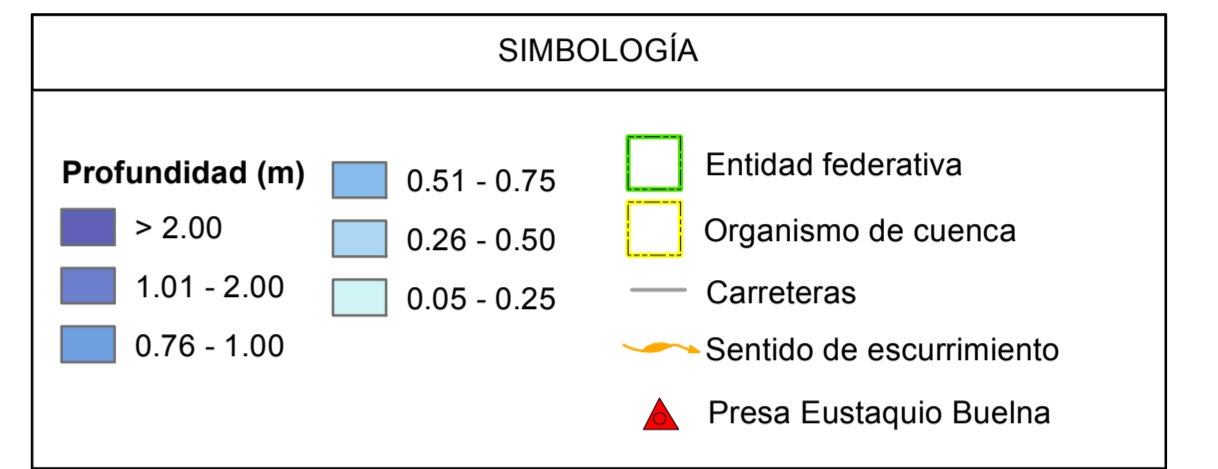 SIMBOLOGÍA
Profundidad (m)
> 2.00
1.01 - 2.00
0.76 - 1.00
0.51 - 0.75
0.26 - 0.50
0.05 - 0.25
Entidad federativa
Organismo de cuenca
Carreteras
Sentido de escurrimiento
Presa Eustaquio Buelna